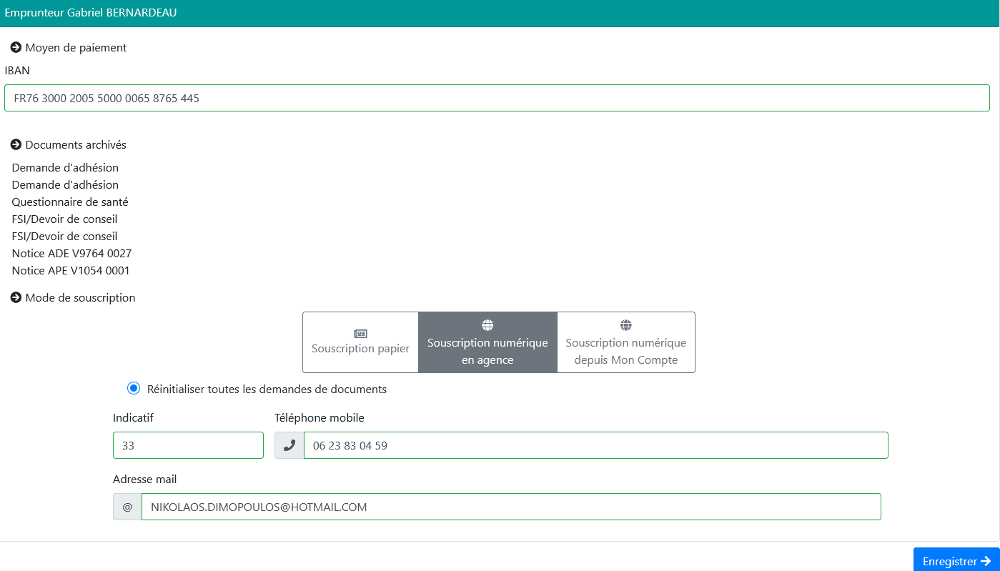 Emprunteur Gabriel BERNARDEAU
Moyen de paiement
IBAN
FR76 3000 2005 5000 0065 8765 445
Documents archivés
Demande d'adhésion
Demande d'adhésion
Questionnaire de santé
FSI/Devoir de conseil
FSI/Devoir de conseil
Notice ADE V9764 0027
Notice APE V1054 0001
Mode de souscription
Souscription papier
Souscription numérique
en agence
Souscription numérique
depuis Mon Compte
Réinitialiser toutes les demandes de documents
Indicatif
Téléphone mobile
33
06 23 83 04 59
Adresse mail
@ NIKOLAOS.DIMOPOULOS@HOTMAIL.COM
Enregistrer